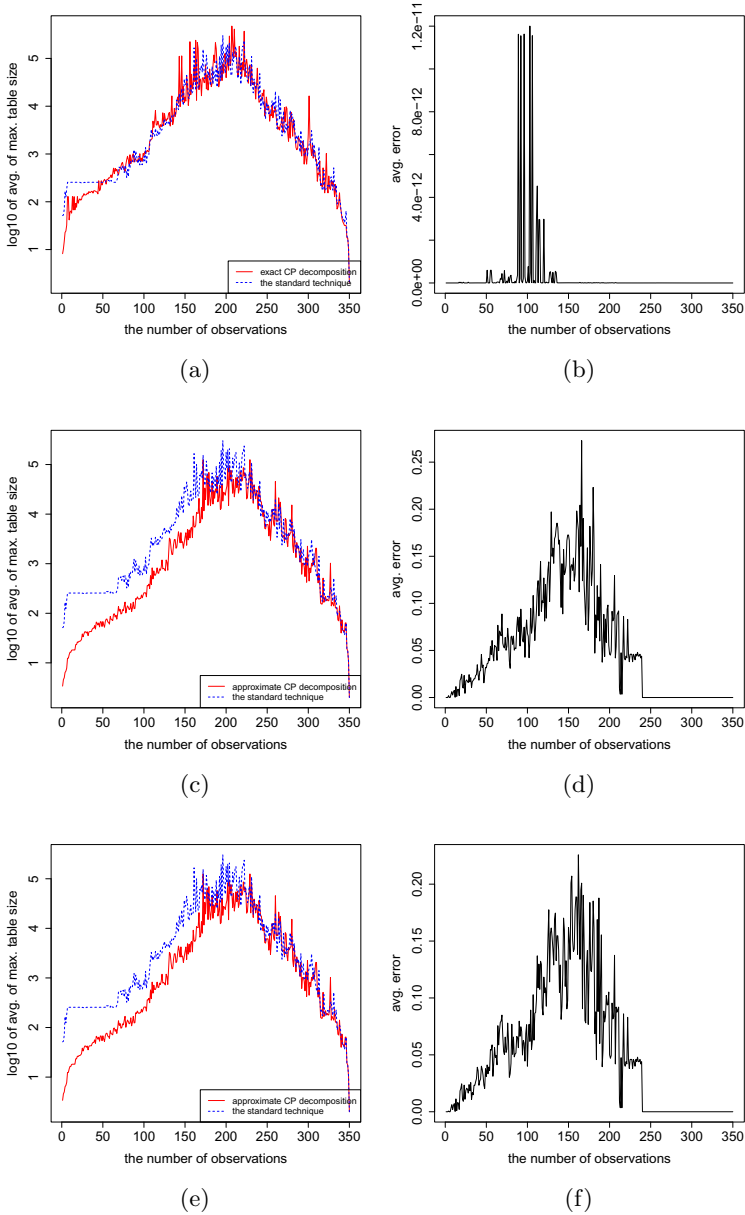 log10 of avg. of max. table size
5
4
3
2
1
0 50 100 150 200 250 300 350
the number of observations
exact CP decomposition
the standard technique
(a)
avg. error
1.2e−11
8.0e−12
4.0e−12
0.0e+00
0 50 100 150 200 250 300 350
the number of observations
(b)
log10 of avg. of max. table size
5
4
3
2
1
0 50 100 150 200 250 300 350
the number of observations
approximate CP decomposition
the standard technique
(c)
avg. error
0.25
0.20
0.15
0.10
0.05
0.00
0 50 100 150 200 250 300 350
the number of observations
(d)
log10 of avg. of max. table size
5
4
3
2
1
0 50 100 150 200 250 300 350
the number of observations
approximate CP decomposition
the standard technique
(e)
avg. error
0.20
0.15
0.10
0.05
0.00
0 50 100 150 200 250 300 350
the number of observations
(f)